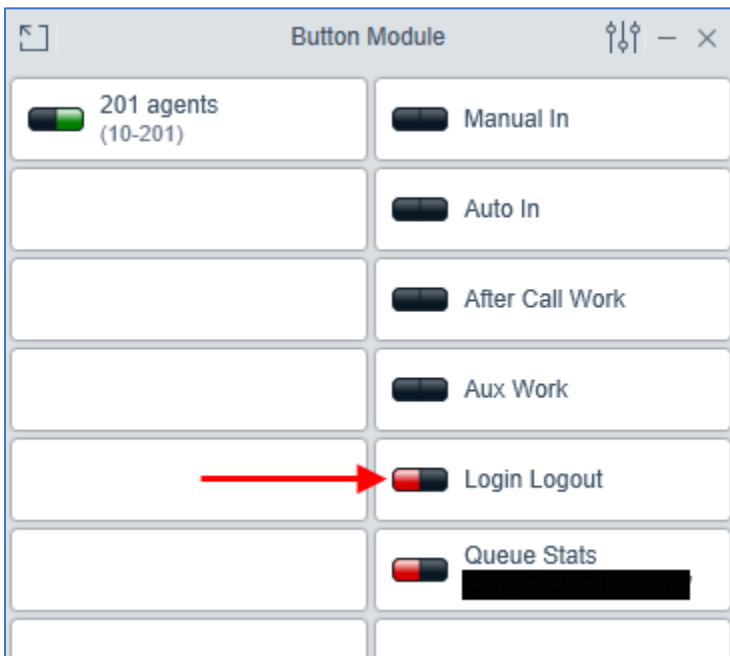 Button Module
201 agents
(10-201)
Manual In
Auto In
After Call Work
Aux Work
Login Logout
Queue Stats